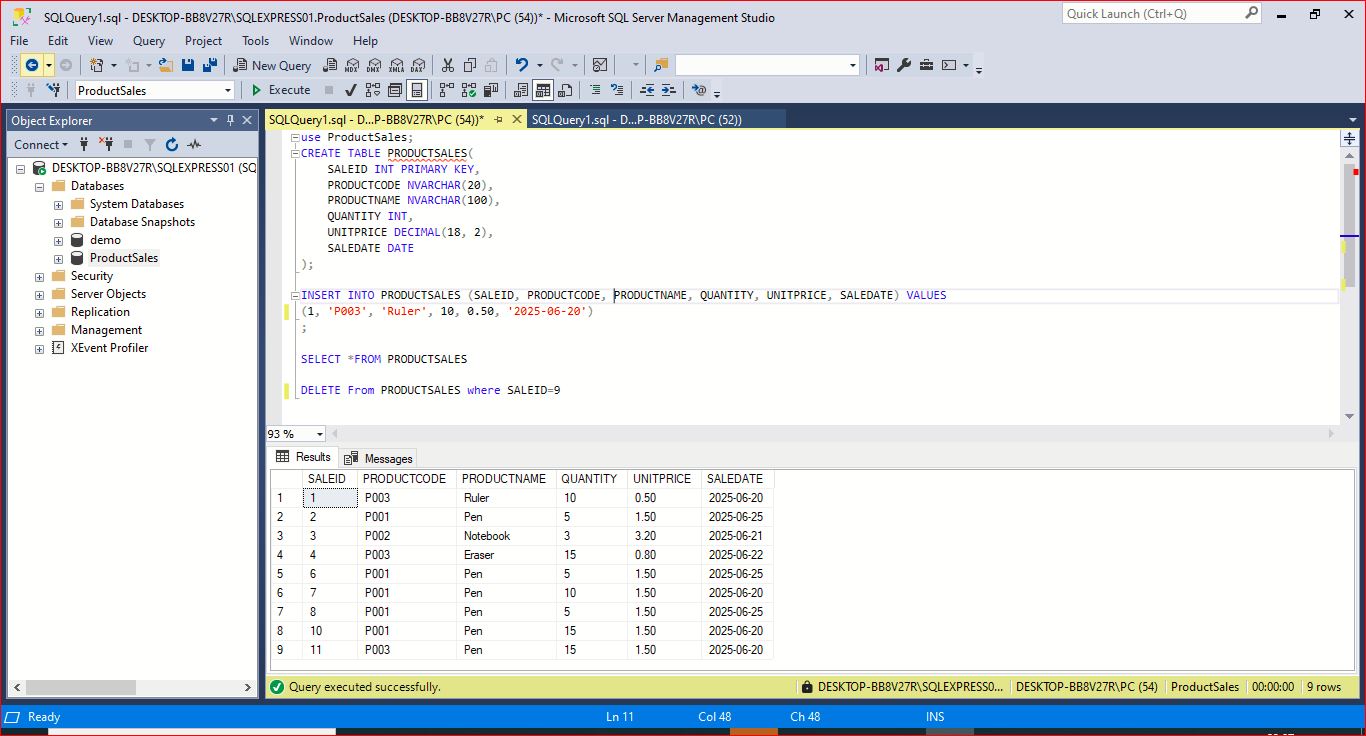 SQLQuery1.sql - DESKTOP-BB8V27R\SQLEXPRESS01.ProductSales (DESKTOP-BB8V27R\PC (54))* - Microsoft SQL Server Management Studio
Quick Launch (Ctrl+Q)
File Edit View Query Project Tools Window Help
New Query MDX DMX XMLA DAX
ProductSales Execute
Object Explorer
Connect
DESKTOP-BB8V27R\SQLEXPRESS01 (SQ
Databases
System Databases
Database Snapshots
demo
ProductSales
Security
Server Objects
Replication
Management
XEvent Profiler
SQLQuery1.sql - D...P-BB8V27R\PC (54))* SQLQuery1.sql - D...P-BB8V27R\PC (52))
use ProductSales;
CREATE TABLE PRODUCTSALES(
SALEID INT PRIMARY KEY,
PRODUCTCODE NVARCHAR(20),
PRODUCTNAME NVARCHAR(100),
QUANTITY INT,
UNITPRICE DECIMAL(18, 2),
SALEDATE DATE
);
INSERT INTO PRODUCTSALES (SALEID, PRODUCTCODE, PRODUCTNAME, QUANTITY, UNITPRICE, SALEDATE) VALUES
(1, 'P003', 'Ruler', 10, 0.50, '2025-06-20')
;
SELECT *FROM PRODUCTSALES
DELETE From PRODUCTSALES where SALEID=9
93 %
Results Messages
SALEID PRODUCTCODE PRODUCTNAME QUANTITY UNITPRICE SALEDATE
1 1 P003 Ruler 10 0.50 2025-06-20
2 2 P001 Pen 5 1.50 2025-06-25
3 3 P002 Notebook 3 3.20 2025-06-21
4 4 P003 Eraser 15 0.80 2025-06-22
5 6 P001 Pen 5 1.50 2025-06-25
6 7 P001 Pen 10 1.50 2025-06-20
7 8 P001 Pen 5 1.50 2025-06-25
8 10 P001 Pen 15 1.50 2025-06-20
9 11 P003 Pen 15 1.50 2025-06-20
Query executed successfully. DESKTOP-BB8V27R\SQLEXPRESS0... DESKTOP-BB8V27R\PC (54) ProductSales 00:00:00 9 rows
Ready Ln 11 Col 48 Ch 48 INS